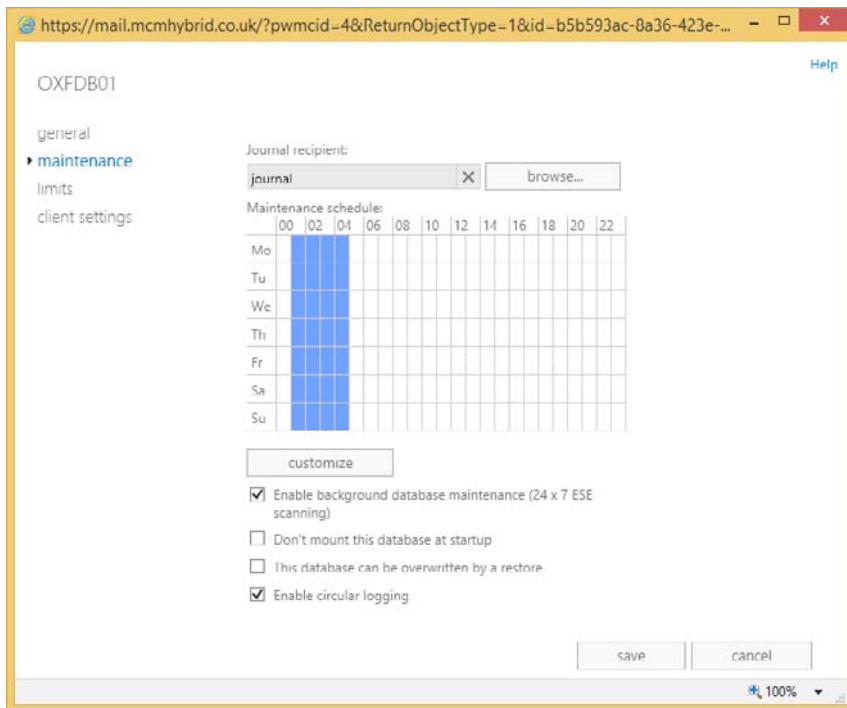 https://mail.mcmhybrid.co.uk/?pwmcid=4&ReturnObjectType=1&id=b5b593ac-8a36-423e-...
Help
OXFDB01
general
maintenance
limits
client settings
Journal recipient:
journal
browse...
Maintenance schedule:
00 02 04 06 08 10 12 14 16 18 20 22
Mo
Tu
We
Th
Fr
Sa
Su
customize
Enable background database maintenance (24 x 7 ESE
scanning)
Don't mount this database at startup
This database can be overwritten by a restore
Enable circular logging
save cancel
100%